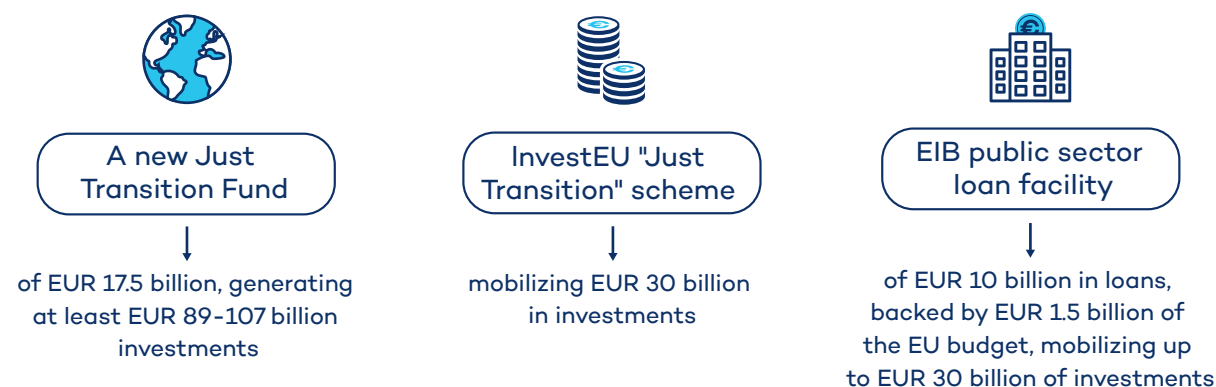 A new Just
Transition Fund
of EUR 17.5 billion, generating
at least EUR 89-107 billion
investments
InvestEU "Just
Transition" scheme
mobilizing EUR 30 billion
in investments
EIB public sector
loan facility
of EUR 10 billion in loans,
backed by EUR 1.5 billion of
the EU budget, mobilizing up
to EUR 30 billion of investments